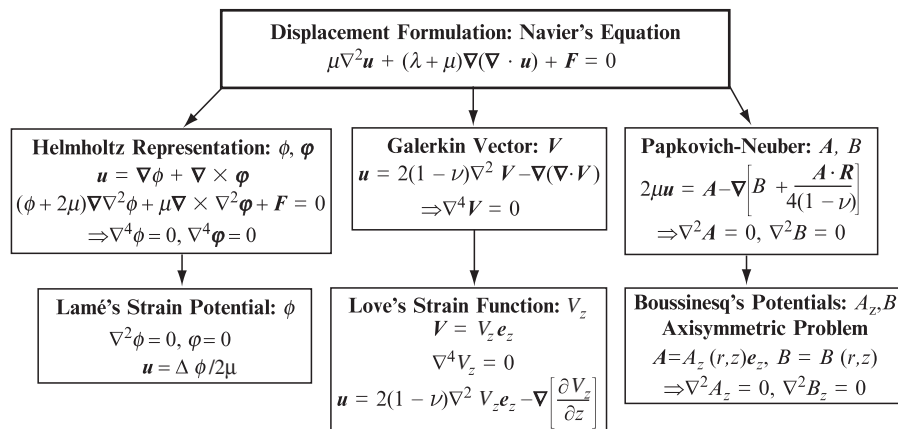 Displacement Formulation: Navier's Equation
μ∇²u + (λ + μ)∇(∇ · u) + F = 0
Helmholtz Representation: ϕ, φ
u = ∇ϕ + ∇ × φ
(ϕ + 2μ)∇∇²ϕ + μ∇ × ∇²φ + F = 0
⇒∇⁴ϕ = 0, ∇⁴φ = 0
Galerkin Vector: V
u = 2(1 − ν)∇² V − ∇(∇·V)
⇒∇⁴V = 0
Papkovich-Neuber: A, B
2μu = A − ∇[B + A · R / 4(1 − ν)]
⇒∇²A = 0, ∇²B = 0
Lamé's Strain Potential: ϕ
∇²ϕ = 0, φ = 0
u = Δ ϕ/2μ
Love's Strain Function: V_z
V = V_z e_z
∇⁴V_z = 0
u = 2(1 − ν)∇² V_z e_z − ∇[∂V_z / ∂z]
Boussinesq's Potentials: A_z, B
Axisymmetric Problem
A = A_z (r,z)e_z, B = B (r,z)
⇒∇²A_z = 0, ∇²B_z = 0